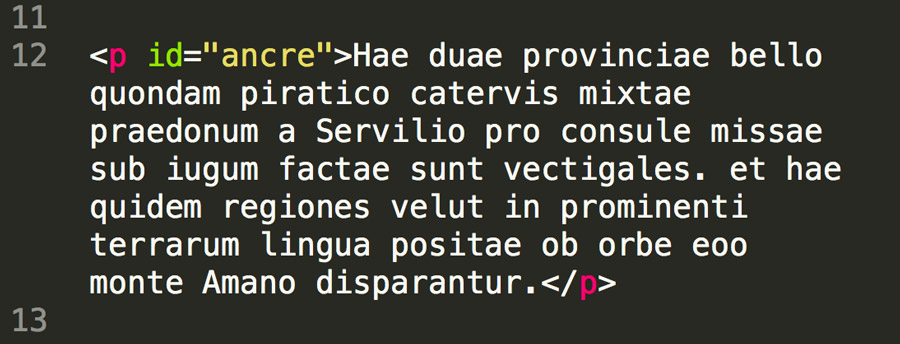 11
12 <p id="ancre">Hae duae provinciae bello
quondam piratico catervis mixtae
praedonum a Servilio pro consule missae
sub iugum factae sunt vectigales. et hae
quidem regiones velut in prominenti
terrarum lingua positae ob orbe eoo
monte Amano disparantur.</p>
13